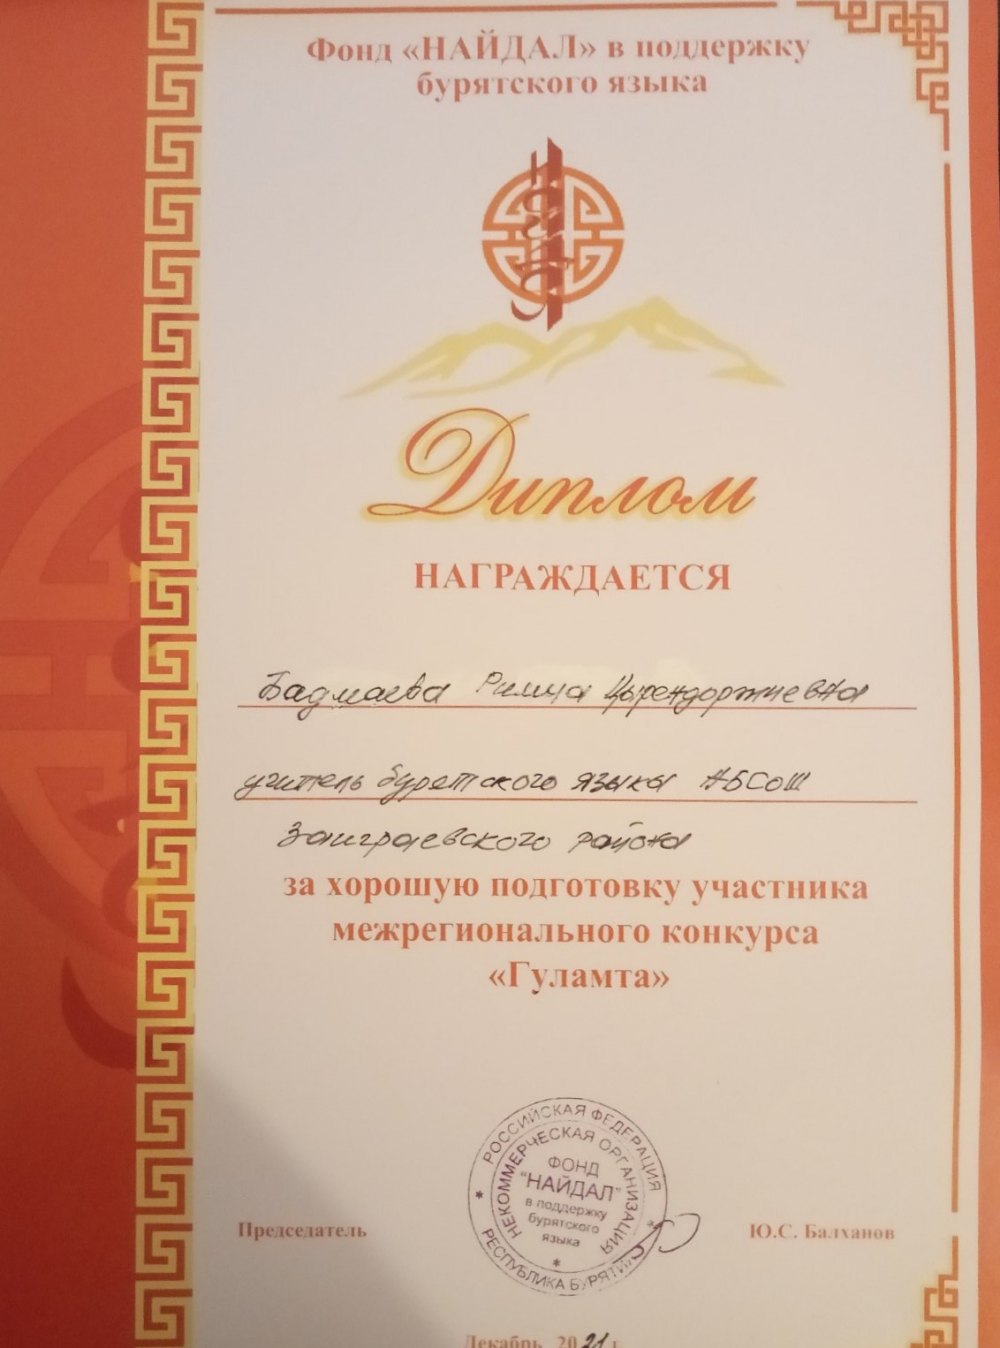 Фонд «НАЙДАЛ» в поддержку
бурятского языка
Диплом
НАГРАЖДАЕТСЯ
Бадмаева Римма Цырендоржиевна
учитель бурятского языка АБСОШ
Заиграевского района
за хорошую подготовку участника
межрегионального конкурса
«Гуламта»
РОССИЙСКАЯ ФЕДЕРАЦИЯ
НЕКОММЕРЧЕСКАЯ ОРГАНИЗАЦИЯ
ФОНД
"НАЙДАЛ"
в поддержку
бурятского
языка
РЕСПУБЛИКА БУРЯТИЯ
Председатель Ю.С. Балханов
Декабрь 2021 г.